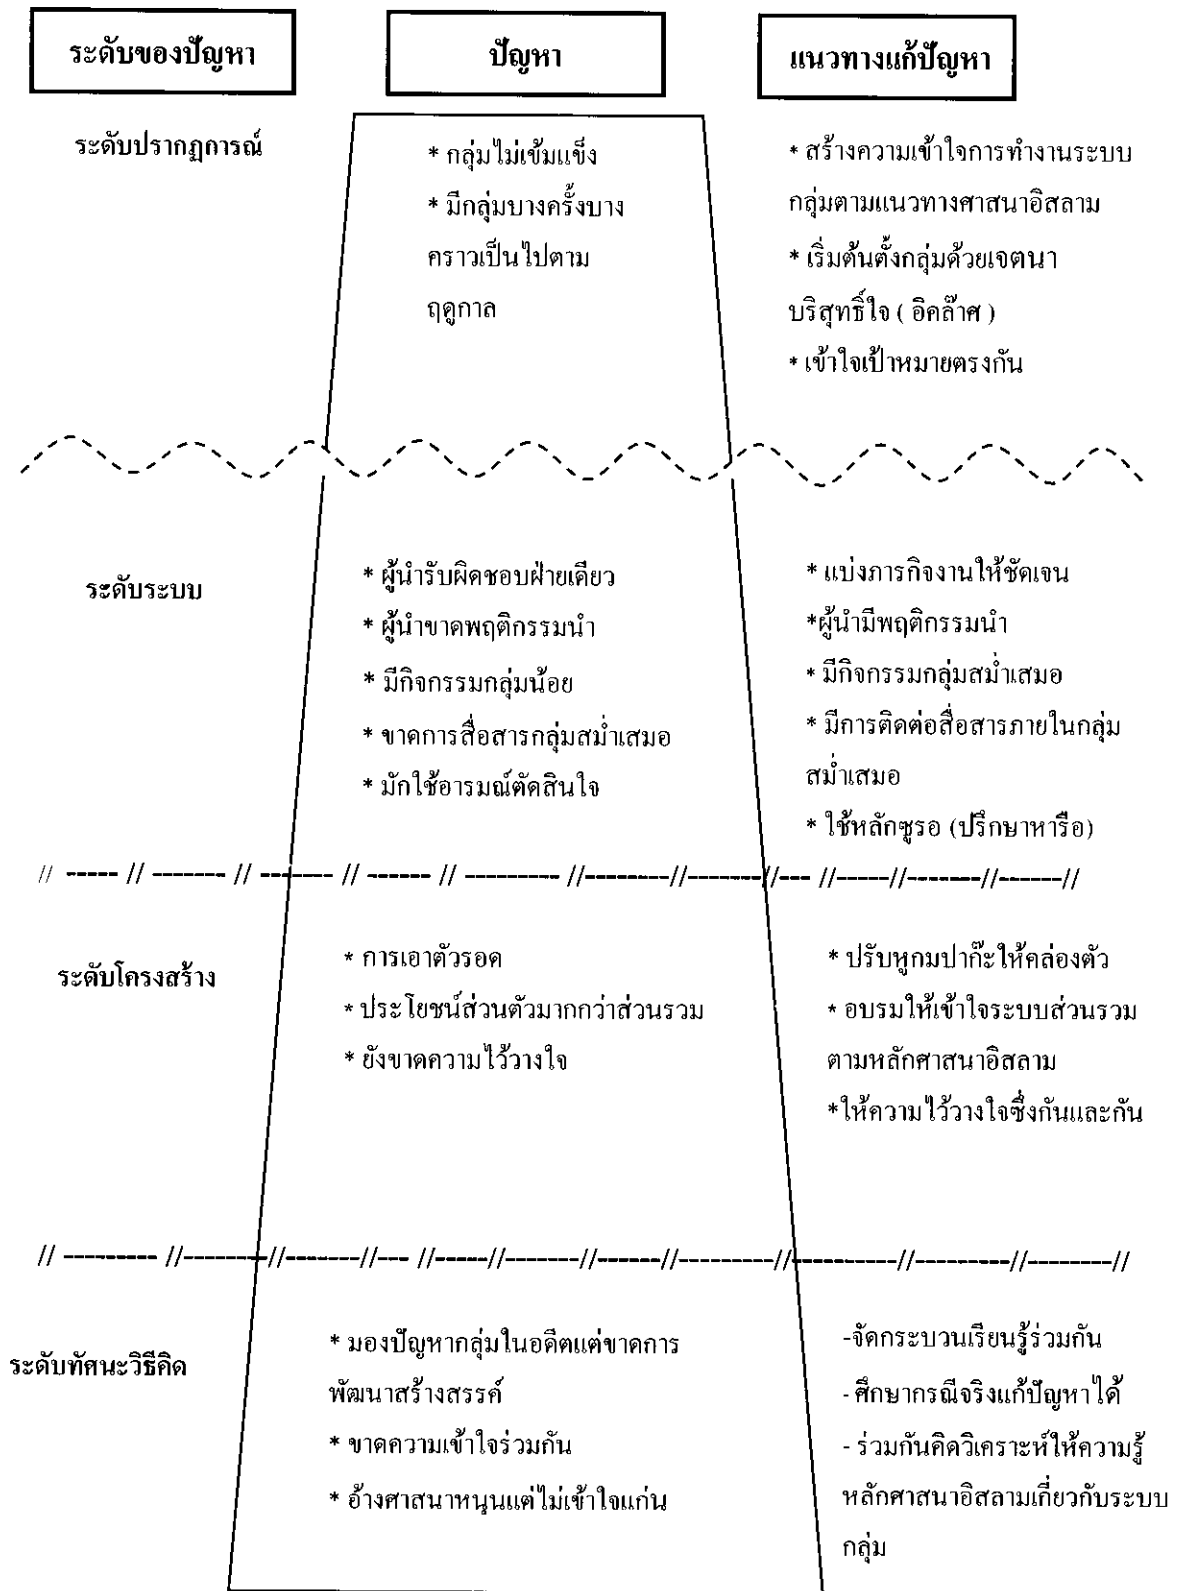 ระดับของปัญหา
ปัญหา
แนวทางแก้ปัญหา
ระดับปรากฏการณ์
* กลุ่มไม่เข้มแข็ง
* มีกลุ่มบางครั้งบาง
คราวเป็นไปตาม
ฤดูกาล
* สร้างความเข้าใจการทำงานระบบ
กลุ่มตามแนวทางศาสนาอิสลาม
* เริ่มต้นตั้งกลุ่มด้วยเจตนา
บริสุทธิ์ใจ ( อิคล๊าศ )
* เข้าใจเป้าหมายตรงกัน
ระดับระบบ
* ผู้นำรับผิดชอบฝ่ายเดียว
* ผู้นำขาดพฤติกรรมนำ
* มีกิจกรรมกลุ่มน้อย
* ขาดการสื่อสารกลุ่มสม่ำเสมอ
* มักใช้อารมณ์ตัดสินใจ
* แบ่งภารกิจงานให้ชัดเจน
*ผู้นำมีพฤติกรรมนำ
* มีกิจกรรมกลุ่มสม่ำเสมอ
* มีการติดต่อสื่อสารภายในกลุ่ม
สม่ำเสมอ
* ใช้หลักซูรอ (ปรึกษาหารือ)
ระดับโครงสร้าง
* การเอาตัวรอด
* ประโยชน์ส่วนตัวมากกว่าส่วนรวม
* ยังขาดความไว้วางใจ
* ปรับหูกมปาก๊ะให้คล่องตัว
* อบรมให้เข้าใจระบบส่วนรวม
ตามหลักศาสนาอิสลาม
*ให้ความไว้วางใจซึ่งกันและกัน
ระดับทัศนะวิธีคิด
* มองปัญหากลุ่มในอดีตแต่ขาดการ
พัฒนาสร้างสรรค์
* ขาดความเข้าใจร่วมกัน
* อ้างศาสนาหนุนแต่ไม่เข้าใจแก่น
-จัดกระบวนเรียนรู้ร่วมกัน
- ศึกษากรณีจริงแก้ปัญหาได้
- ร่วมกันคิดวิเคราะห์ให้ความรู้
หลักศาสนาอิสลามเกี่ยวกับระบบ
กลุ่ม